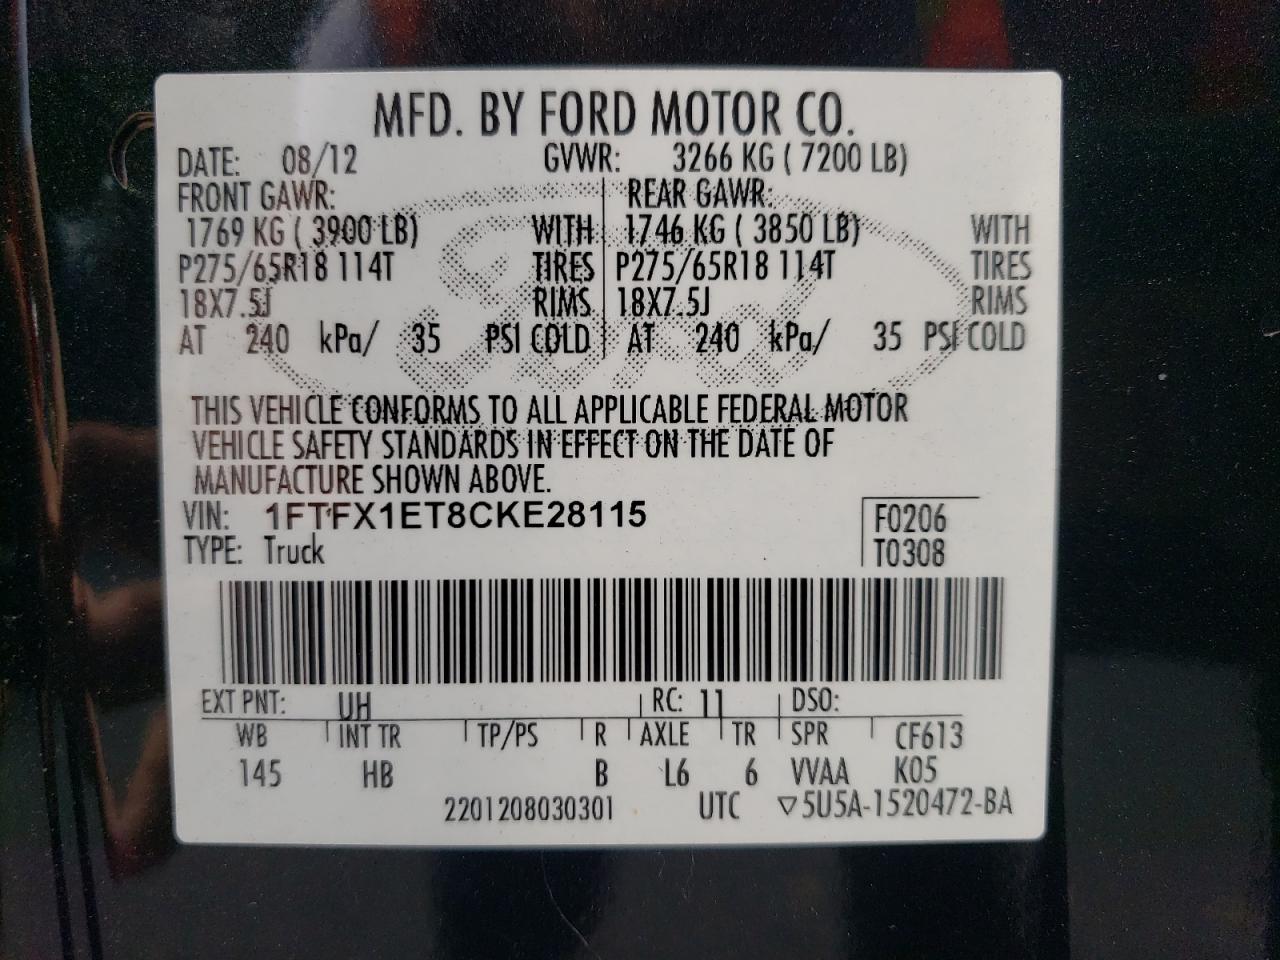 MFD. BY FORD MOTOR CO.
DATE: 08/12 GVWR: 3266 KG ( 7200 LB)
FRONT GAWR: REAR GAWR:
1769 KG ( 3900 LB) WITH 1746 KG ( 3850 LB) WITH
P275/65R18 114T TIRES P275/65R18 114T TIRES
18X7.5J RIMS 18X7.5J RIMS
AT 240 kPa/ 35 PSI COLD AT 240 kPa/ 35 PSI COLD
Ford
THIS VEHICLE CONFORMS TO ALL APPLICABLE FEDERAL MOTOR
VEHICLE SAFETY STANDARDS IN EFFECT ON THE DATE OF
MANUFACTURE SHOWN ABOVE.
VIN: 1FTFX1ET8CKE28115 F0206
TYPE: Truck T0308
EXT PNT: UH RC: 11 DSO:
WB INT TR TP/PS R AXLE TR SPR CF613
145 HB B L6 6 VVAA K05
2201208030301 UTC ▽5U5A-1520472-BA